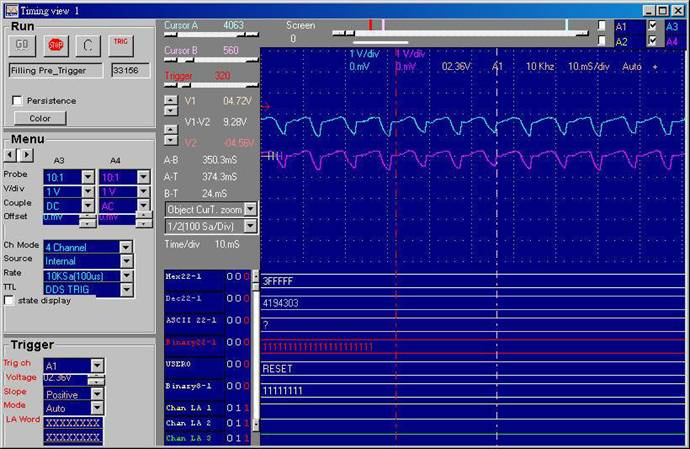 Timing view 1
Run
GO STOP C. TRIG
Filling Pre_Trigger 33156
Persistence
Color
Menu
A3 A4
Probe 10:1 10:1
V/div 1 V 1 V
Couple DC AC
Offset 0.mV 0.mV
Ch Mode 4 Channel
Source Internal
Rate 10KSa(100us)
TTL DDS TRIG
state display
Trigger
Trig ch A1
Voltage 02.36V
Slope Positive
Mode Auto
LA Word XXXXXXXX
XXXXXXXX
Cursor A 4063
Cursor B 560
Trigger 320
V1 04.72V
V1-V2 9.28V
V2 -04.56V
A-B 350.3mS
A-T 374.3mS
B-T 24.mS
Object CurT. zoom
1/2(100 Sa/Div)
Time/div 10.mS
Screen
0
A1 A3
A2 A4
1 V/div 1 V/div
0.mV 0.mV 02.36V A1 10 Khz 10.mS/div Auto +
Hex22-1 0 0 0 3FFFFF
Dec22-1 0 0 0 4194303
ASCII 22-1 0 0 0 ?
Binary22-1 0 0 0 1111111111111111111111
USER0 0 0 0 RESET
Binary8-1 0 0 0 11111111
Chan LA 1 0 1 1
Chan LA 2 0 1 1
Chan LA 3 0 1 1